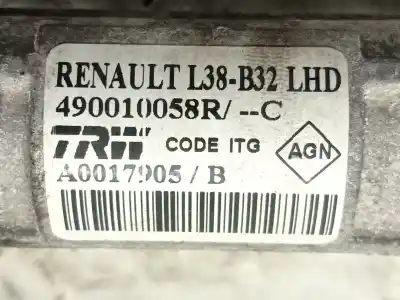 RENAULT L38-B32 LHD
490010058R/--C
TRW CODE ITG AGN
A0017905/B